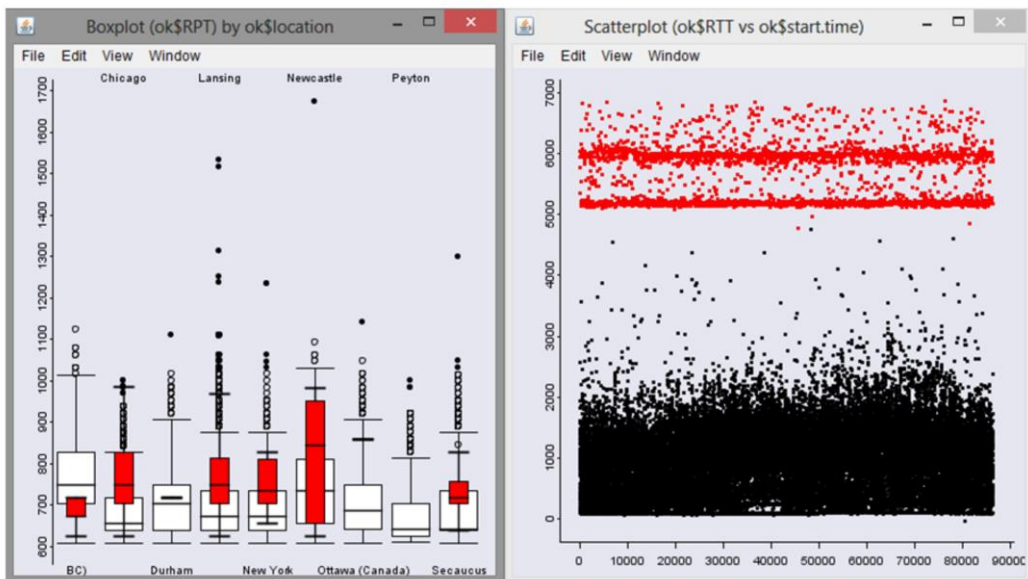 Boxplot (ok$RPT) by ok$location
File Edit View Window
Chicago Lansing Newcastle Peyton
1700
1600
1500
1400
1300
1200
1100
1000
900
800
700
600
BC) Durham New York Ottawa (Canada) Secaucus
Scatterplot (ok$RTT vs ok$start.time)
File Edit View Window
7000
6000
5000
4000
3000
2000
1000
0
0 10000 20000 30000 40000 50000 60000 70000 80000 90000